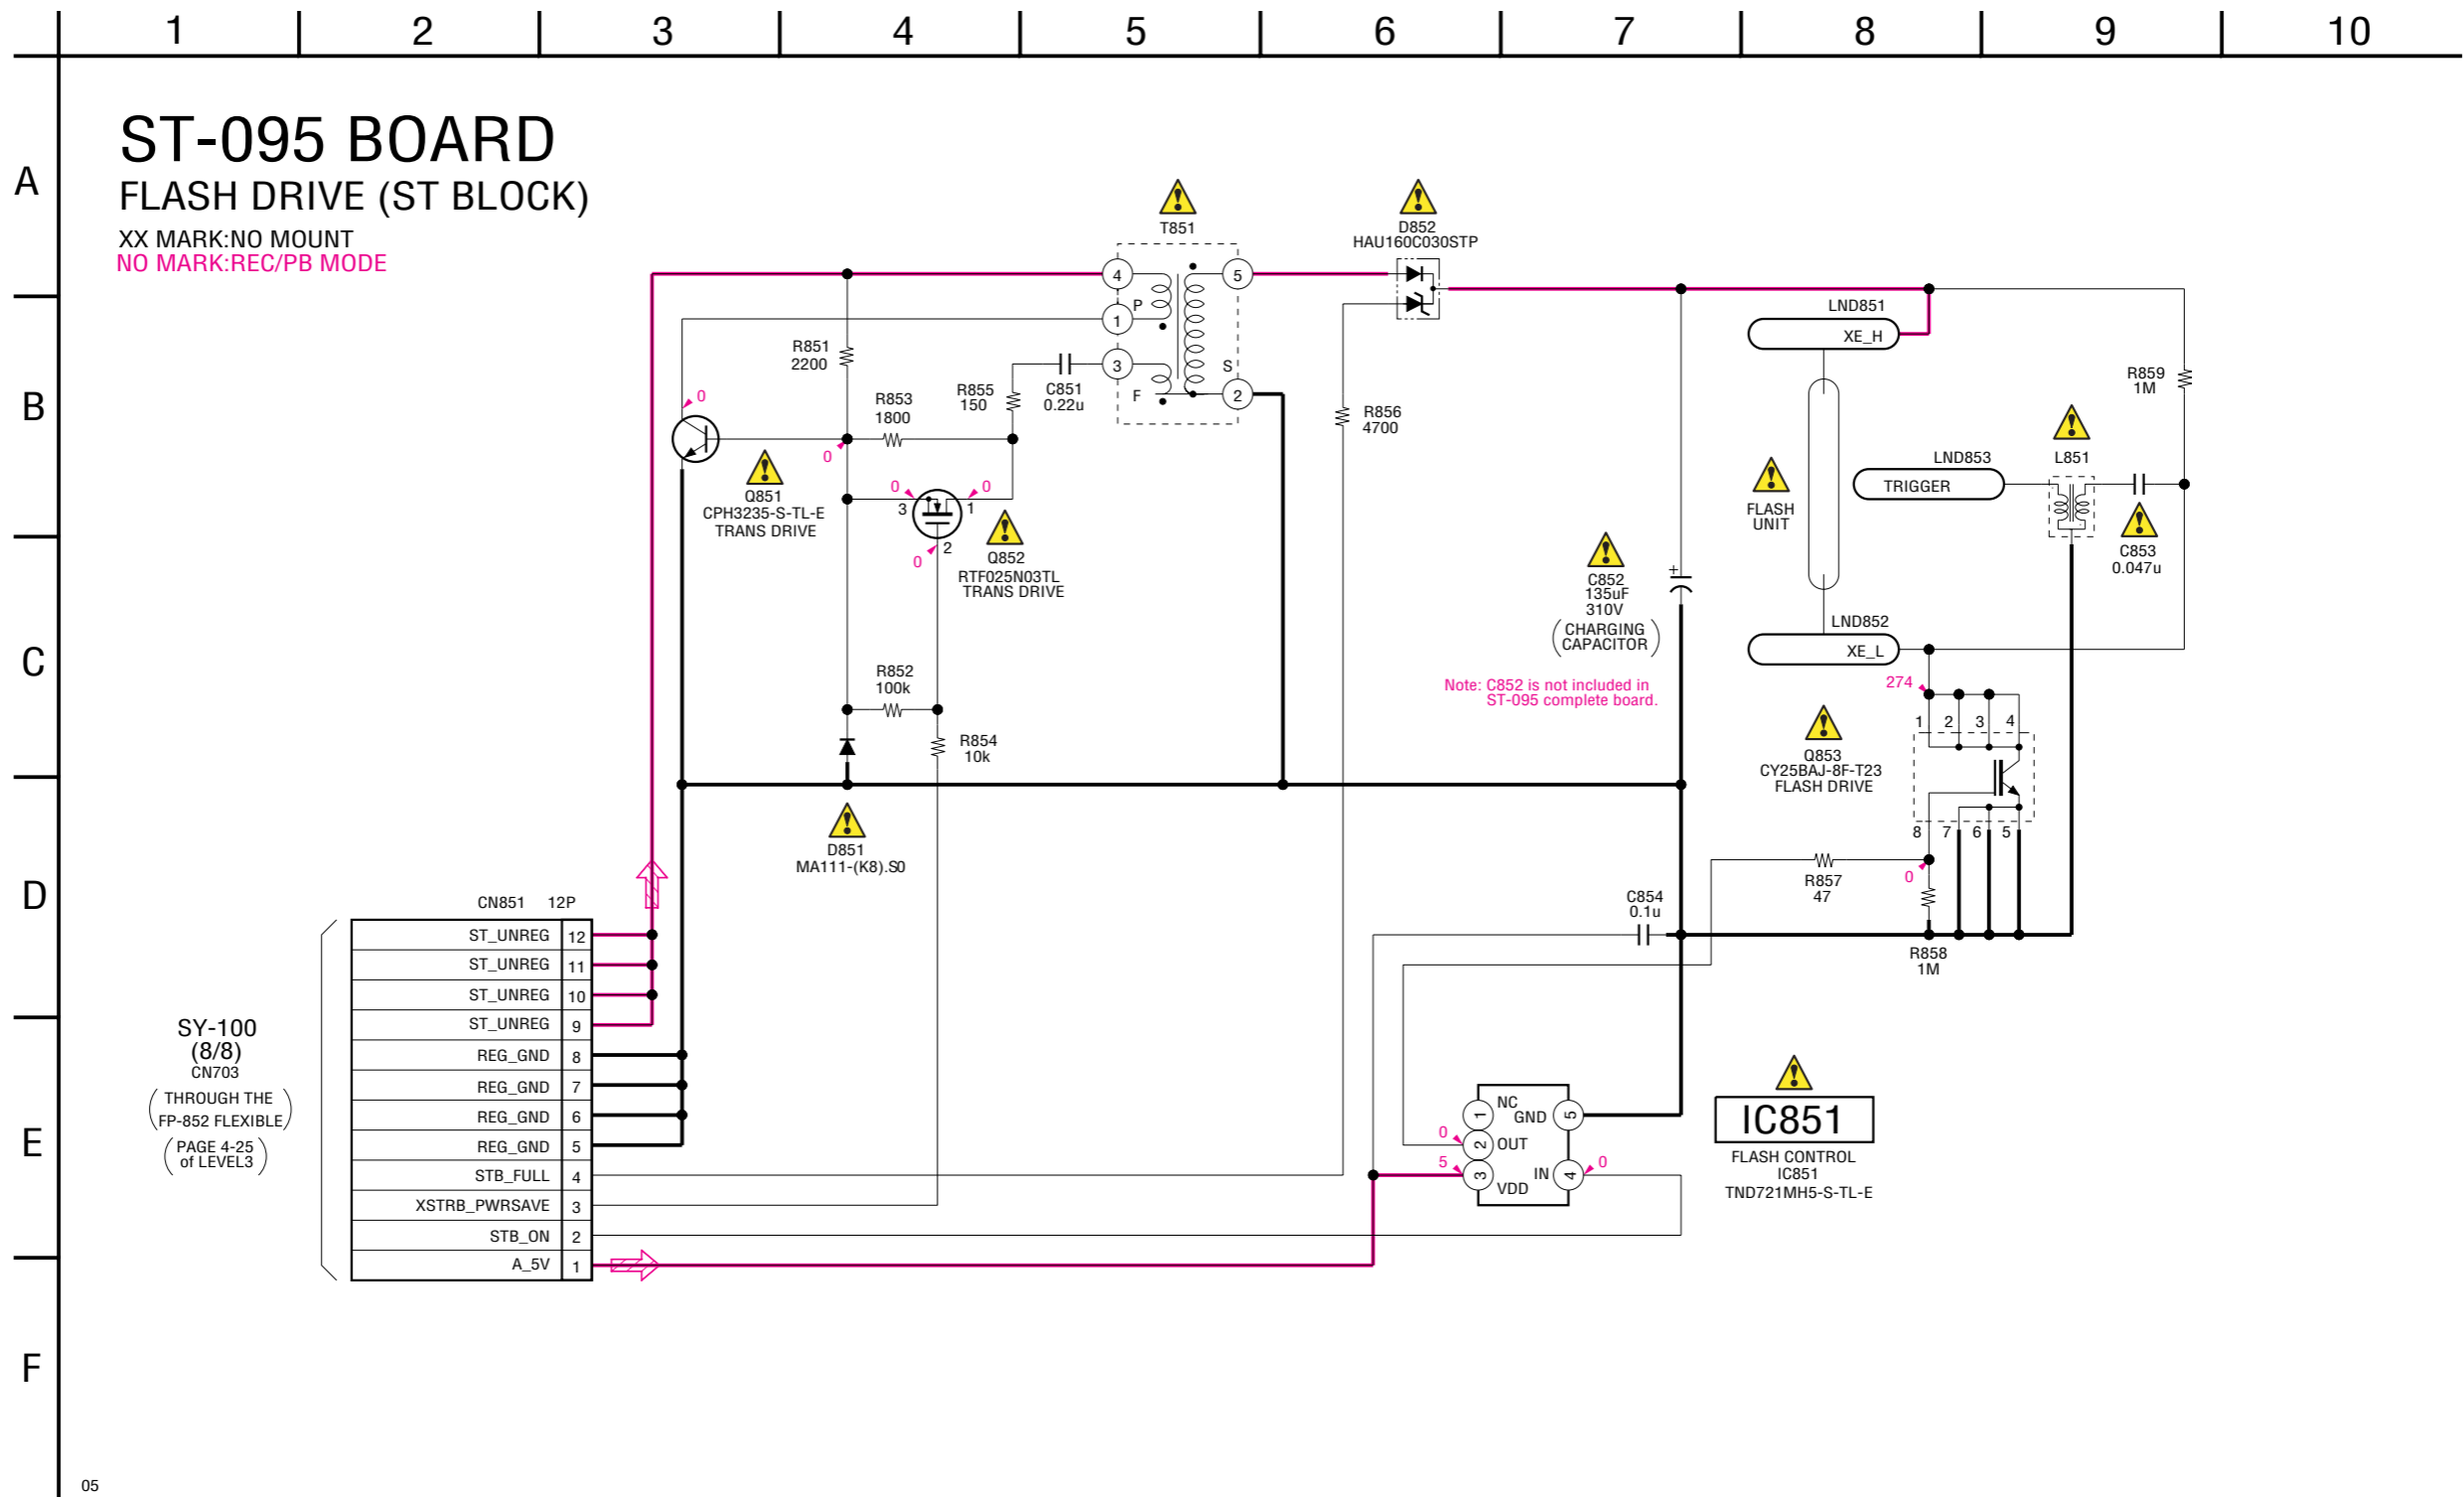 1 2 3 4 5 6 7 8 9 10
A
B
C
D
E
F
ST-095 BOARD
FLASH DRIVE (ST BLOCK)
XX MARK:NO MOUNT
NO MARK:REC/PB MODE
T851
4
P
1
3
F
5
S
2
D852
HAU160C030STP
R851
2200
R853
1800
R855
150
C851
0.22u
R856
4700
0
0
Q851
CPH3235-S-TL-E
TRANS DRIVE
0
3
0
1
0
2
Q852
RTF025N03TL
TRANS DRIVE
R852
100k
R854
10k
D851
MA111-(K8).S0
C852
135uF
310V
(CHARGING
CAPACITOR)
+
Note: C852 is not included in
ST-095 complete board.
LND851
XE_H
FLASH
UNIT
LND853
TRIGGER
L851
R859
1M
C853
0.047u
LND852
XE_L
274
1 2 3 4
Q853
CY25BAJ-8F-T23
FLASH DRIVE
8 7 6 5
0
R857
47
R858
1M
C854
0.1u
CN851 12P
ST_UNREG 12
ST_UNREG 11
ST_UNREG 10
ST_UNREG 9
REG_GND 8
REG_GND 7
REG_GND 6
REG_GND 5
STB_FULL 4
XSTRB_PWRSAVE 3
STB_ON 2
A_5V 1
SY-100
(8/8)
CN703
(THROUGH THE
FP-852 FLEXIBLE)
(PAGE 4-25
of LEVEL3)
1 NC
GND 5
0 2 OUT
5 3 VDD
IN 4 0
IC851
FLASH CONTROL
IC851
TND721MH5-S-TL-E
05